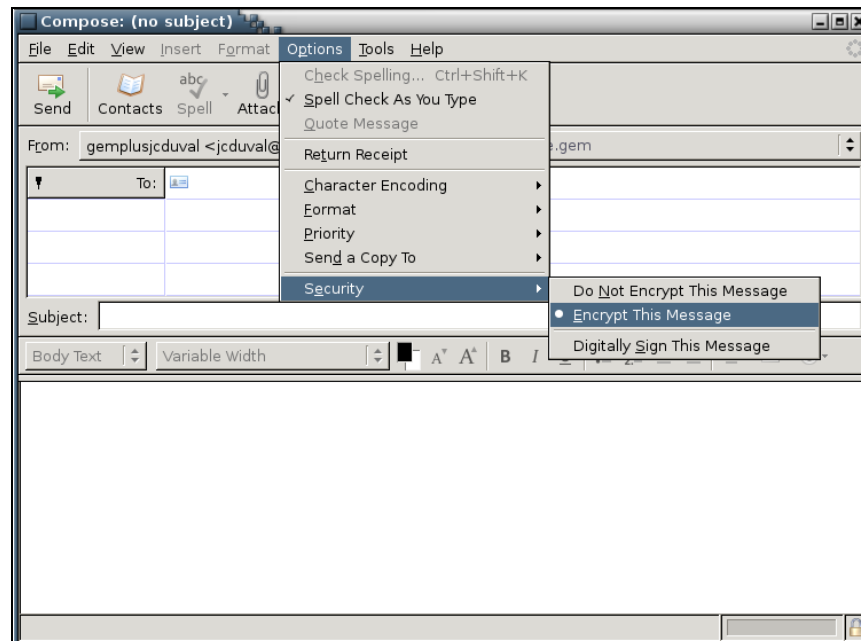 Compose: (no subject)
File Edit View Insert Format Options Tools Help
Send Contacts Spell Attach
Check Spelling... Ctrl+Shift+K
Spell Check As You Type
Quote Message
From: gemplusjcduval <jcduval@ .gem
Return Receipt
To:
Character Encoding
Format
Priority
Send a Copy To
Security
Do Not Encrypt This Message
Encrypt This Message
Digitally Sign This Message
Subject:
Body Text Variable Width A A B I U